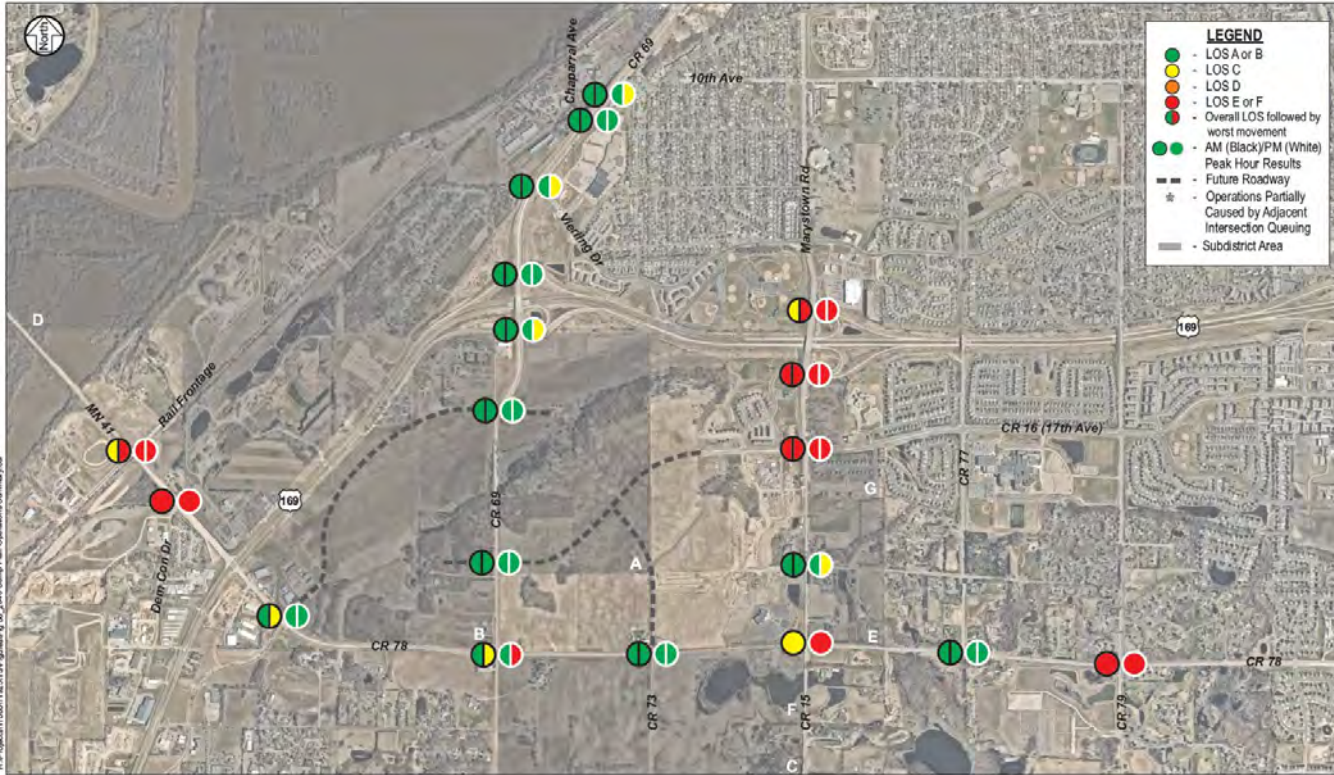 North
LEGEND
- LOS A or B
- LOS C
- LOS D
- LOS E or F
- Overall LOS followed by
worst movement
- AM (Black)/PM (White)
Peak Hour Results
- Future Roadway
* - Operations Partially
Caused by Adjacent
Intersection Queuing
- Subdistrict Area
Chaparral Ave
CR 69
10th Ave
Marystown Rd
Vierling Dr
169
D
MN 41
Rail Frontage
CR 16 (17th Ave)
CR 77
169
CR 69
G
Dem Con Dr
A
B
E
CR 78
CR 78
CR 73
F
CR 15
CR 79
C